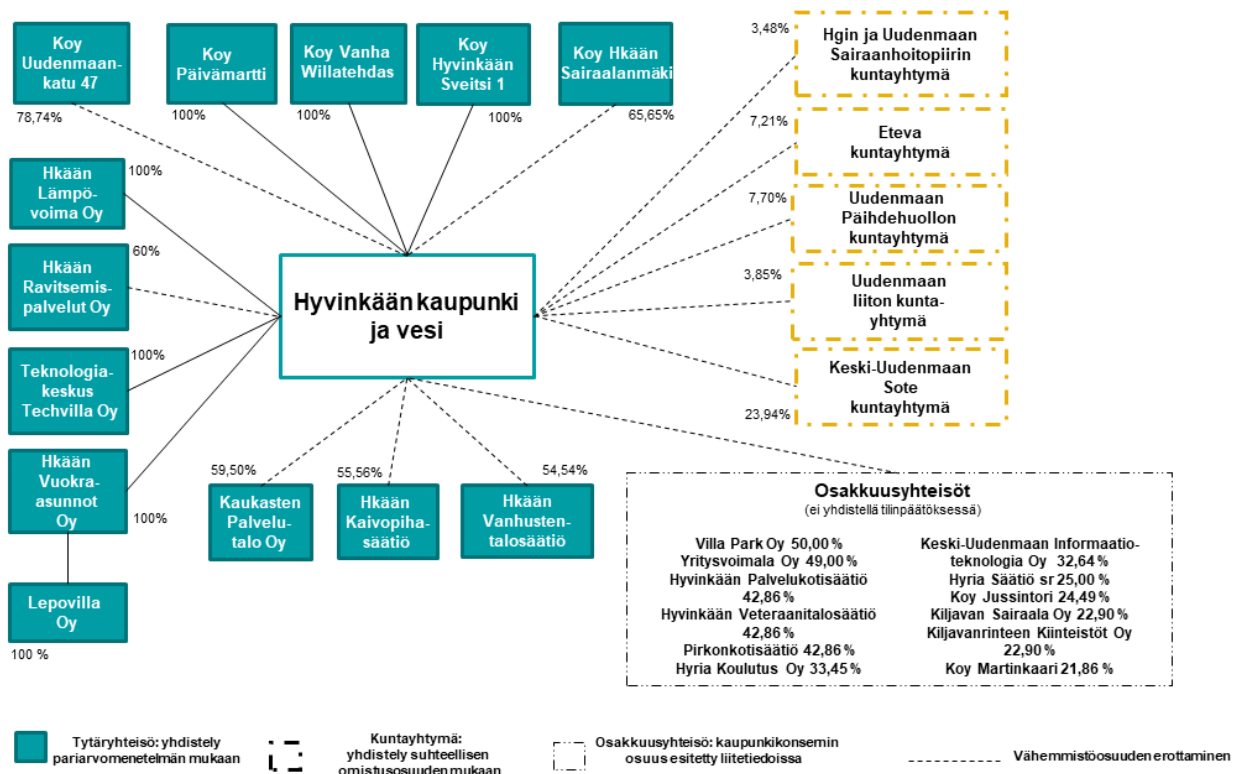 Koy
Uudenmaan-
katu 47
78,74%
Koy
Päivämartti
100%
Koy Vanha
Willatehdas
100%
Koy
Hyvinkään
Sveitsi 1
100%
Koy Hkään
Sairaalanmäki
65,65%
3,48%
Hgin ja Uudenmaan
Sairaanhoitopiirin
kuntayhtymä
7,21%
Eteva
kuntayhtymä
7,70%
Uudenmaan
Päihdehuollon
kuntayhtymä
3,85%
Uudenmaan
liiton kunta-
yhtymä
Keski-Uudenmaan
Sote
kuntayhtymä
23,94%
Hkään
Lämpö-
voima Oy
100%
Hkään
Ravitsemis-
palvelut Oy
60%
Teknologia-
keskus
Techvilla Oy
100%
Hkään
Vuokra-
asunnot
Oy
100%
Lepovilla
Oy
100 %
Hyvinkään kaupunki
ja vesi
59,50%
Kaukasten
Palvelu-
talo Oy
55,56%
Hkään
Kaivopiha-
säätiö
54,54%
Hkään
Vanhusten-
talosäätiö
Osakkuusyhteisöt
(ei yhdistellä tilinpäätöksessä)
Villa Park Oy 50,00 %
Yritysvoimala Oy 49,00 %
Hyvinkään Palvelukotisäätiö
42,86 %
Hyvinkään Veteraanitalosäätiö
42,86 %
Pirkonkotisäätiö 42,86 %
Hyria Koulutus Oy 33,45 %
Keski-Uudenmaan Informaatio-
teknologia Oy 32,64 %
Hyria Säätiö sr 25,00 %
Koy Jussintori 24,49 %
Kiljavan Sairaala Oy 22,90 %
Kiljavanrinteen Kiinteistöt Oy
22,90 %
Koy Martinkaari 21,86 %
Tytäryhteisö: yhdistely
pariarvomenetelmän mukaan
Kuntayhtymä:
yhdistely suhteellisen
omistusosuuden mukaan
Osakkuusyhteisö: kaupunkikonsernin
osuus esitetty liitetiedoissa
Vähemmistöosuuden erottaminen